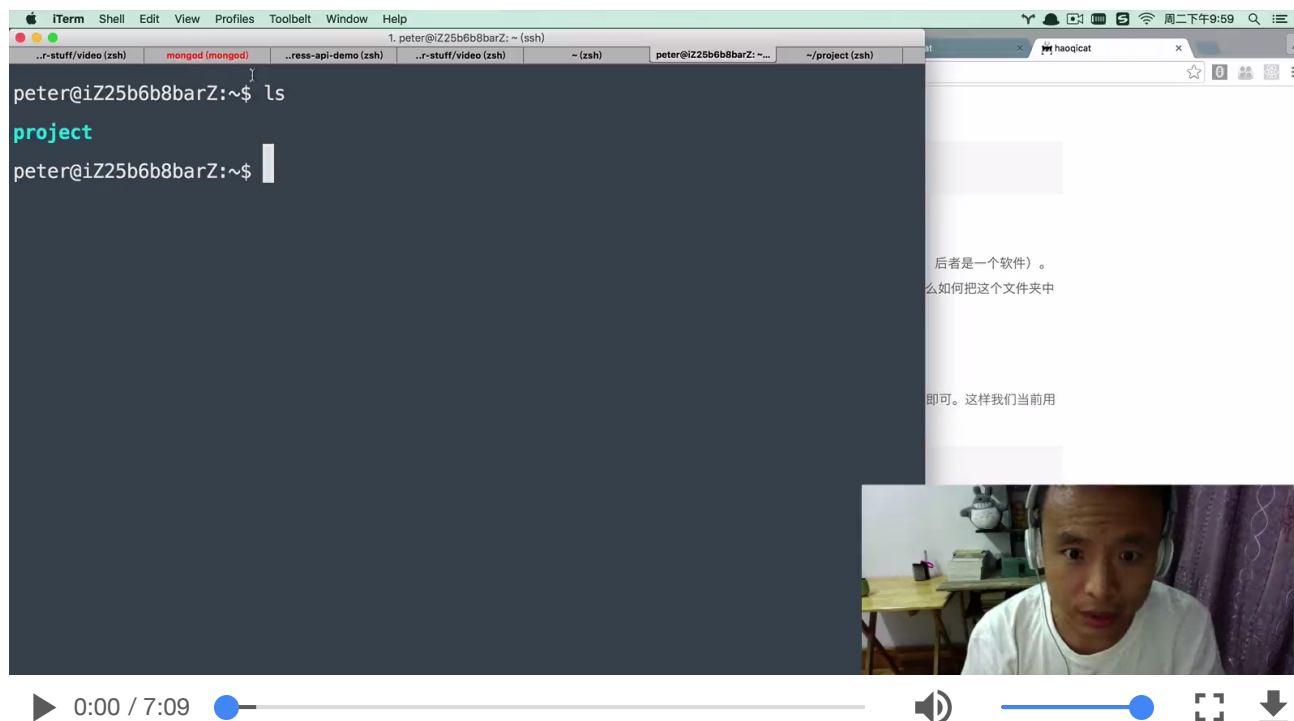 iTerm Shell Edit View Profiles Toolbelt Window Help 周二下午9:59
1. peter@iZ25b6b8barZ: ~ (ssh)
..r-stuff/video (zsh) mongod (mongod) ..ress-api-demo (zsh) ..r-stuff/video (zsh) ~ (zsh) peter@iZ25b6b8barZ: ~... ~/project (zsh) at × haoqicat ×
peter@iZ25b6b8barZ:~$ ls
project
peter@iZ25b6b8barZ:~$
后者是一个软件）。
么如何把这个文件夹中
即可。这样我们当前用
0:00 / 7:09